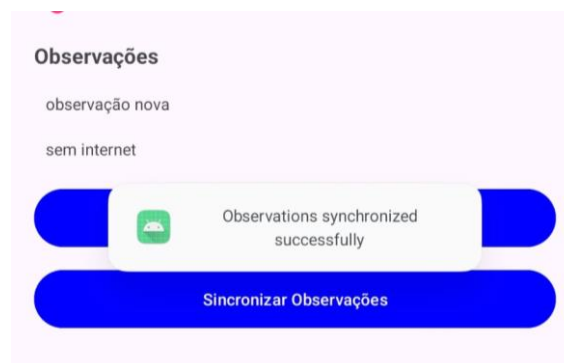 Observações
observação nova
sem internet
Observations synchronized
successfully
Sincronizar Observações